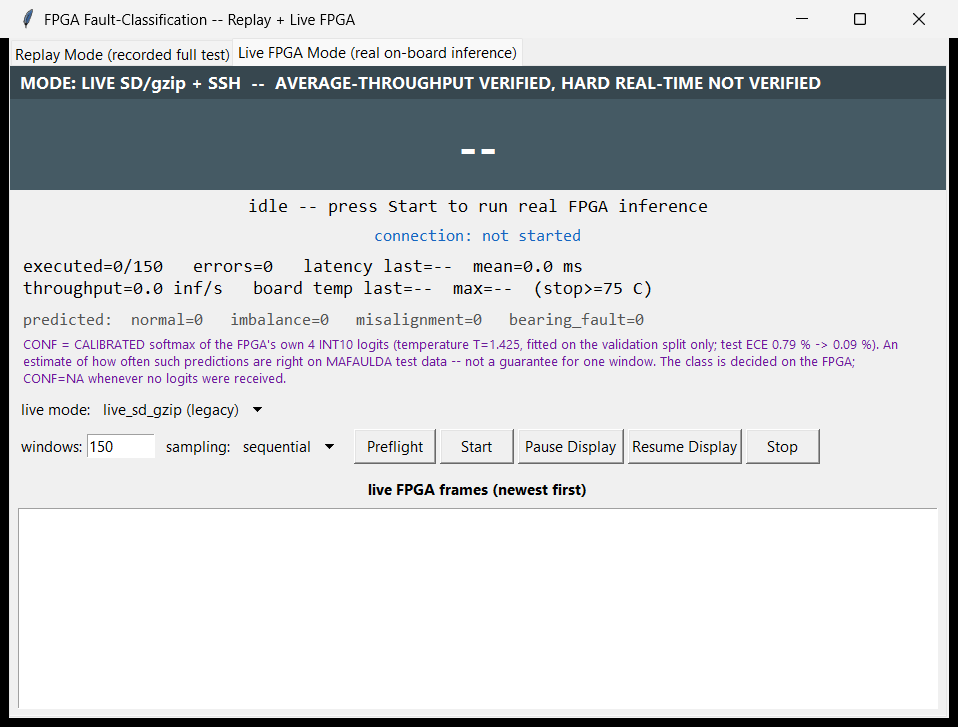 FPGA Fault-Classification -- Replay + Live FPGA
Replay Mode (recorded full test) Live FPGA Mode (real on-board inference)
MODE: LIVE SD/gzip + SSH -- AVERAGE-THROUGHPUT VERIFIED, HARD REAL-TIME NOT VERIFIED
--
idle -- press Start to run real FPGA inference
connection: not started
executed=0/150 errors=0 latency last=-- mean=0.0 ms
throughput=0.0 inf/s board temp last=-- max=-- (stop>=75 C)
predicted: normal=0 imbalance=0 misalignment=0 bearing_fault=0
CONF = CALIBRATED softmax of the FPGA's own 4 INT10 logits (temperature T=1.425, fitted on the validation split only; test ECE 0.79 % -> 0.09 %). An
estimate of how often such predictions are right on MAFAULDA test data -- not a guarantee for one window. The class is decided on the FPGA;
CONF=NA whenever no logits were received.
live mode: live_sd_gzip (legacy)
windows: 150 sampling: sequential Preflight Start Pause Display Resume Display Stop
live FPGA frames (newest first)